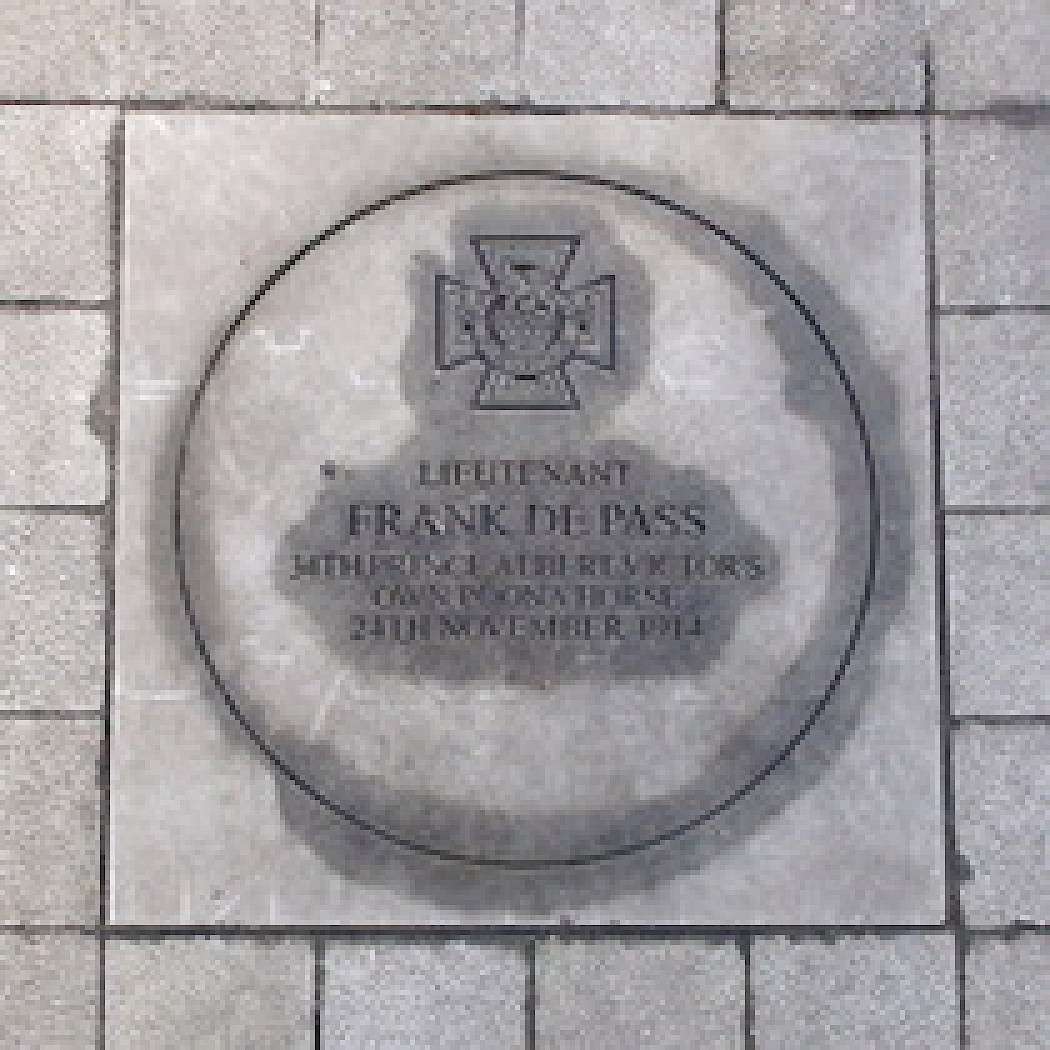 LIEUTENANT
FRANK DE PASS
34TH PRINCE ALBERT VICTOR'S
OWN POONA HORSE
24TH NOVEMBER 1914